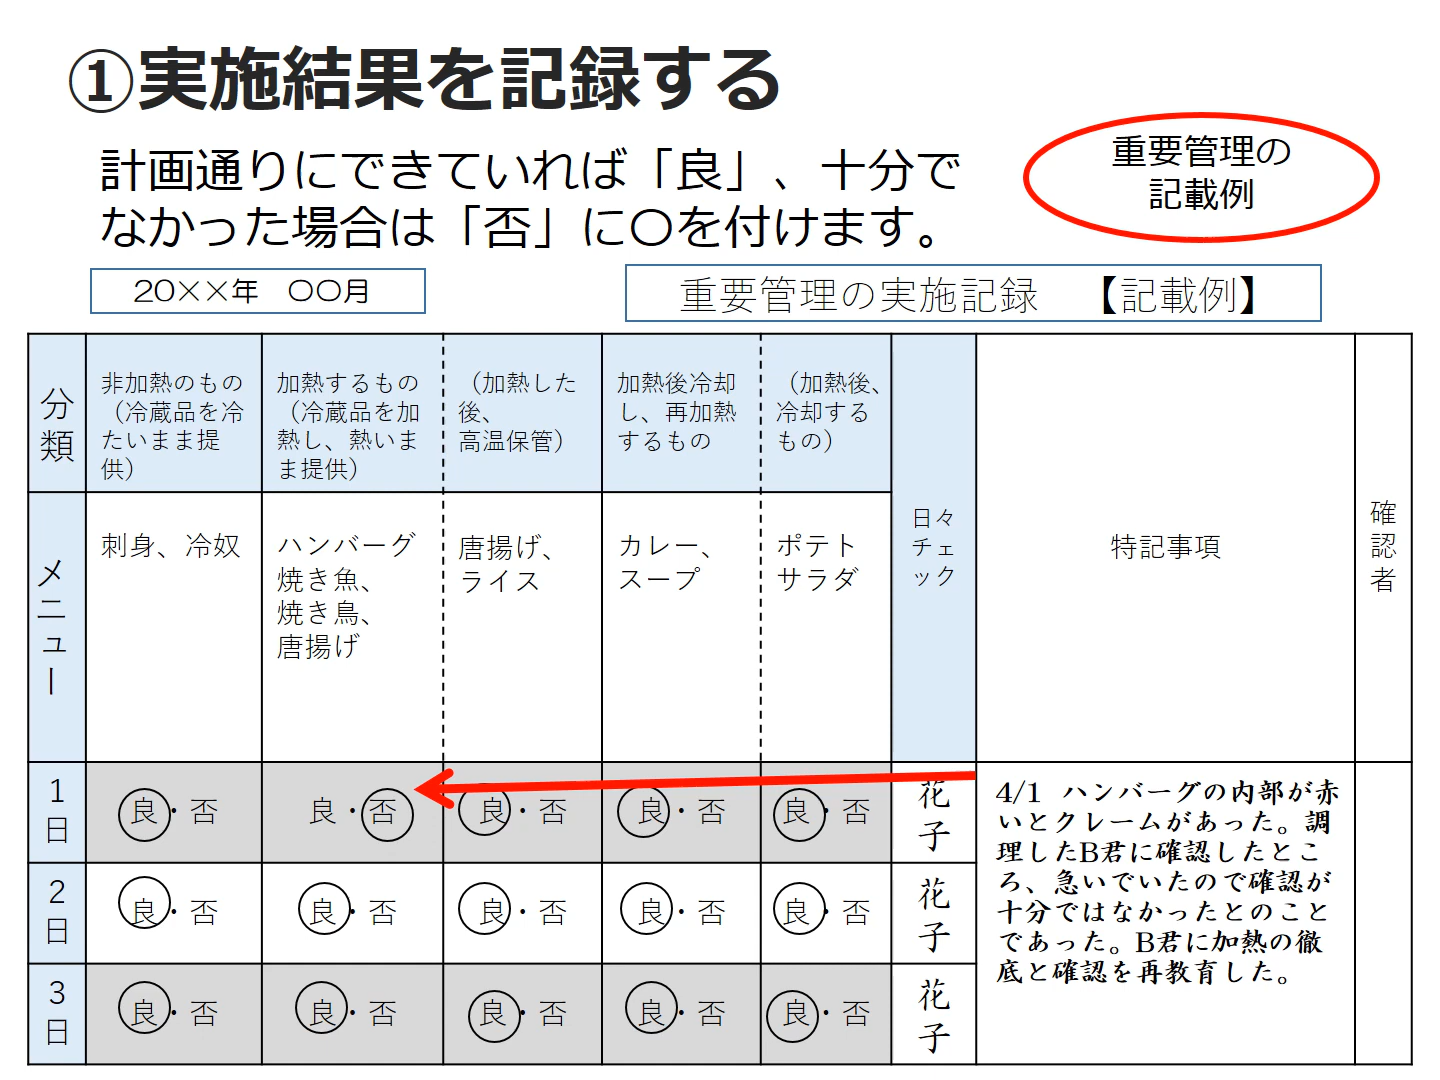 ①実施結果を記録する
計画通りにできていれば「良」、十分で
なかった場合は「否」に〇を付けます。
重要管理の
記載例
20××年　〇〇月
重要管理の実施記録　【記載例】
分類
非加熱のもの
（冷蔵品を冷
たいまま提
供）
加熱するもの
（冷蔵品を加
熱し、熱いま
ま提供）
（加熱した
後、
高温保管）
加熱後冷却
し、再加熱
するもの
（加熱後、
冷却する
もの）
日々
チェ
ック
特記事項
確認者
メニュー
刺身、冷奴
ハンバーグ
焼き魚、
焼き鳥、
唐揚げ
唐揚げ、
ライス
カレー、
スープ
ポテト
サラダ
1日
良・否
良・否
良・否
良・否
良・否
花子
4/1　ハンバーグの内部が赤
いとクレームがあった。調
理したB君に確認したとこ
ろ、急いでいたので確認が
十分ではなかったとのこと
であった。B君に加熱の徹
底と確認を再教育した。
2日
良・否
良・否
良・否
良・否
良・否
花子
3日
良・否
良・否
良・否
良・否
良・否
花子